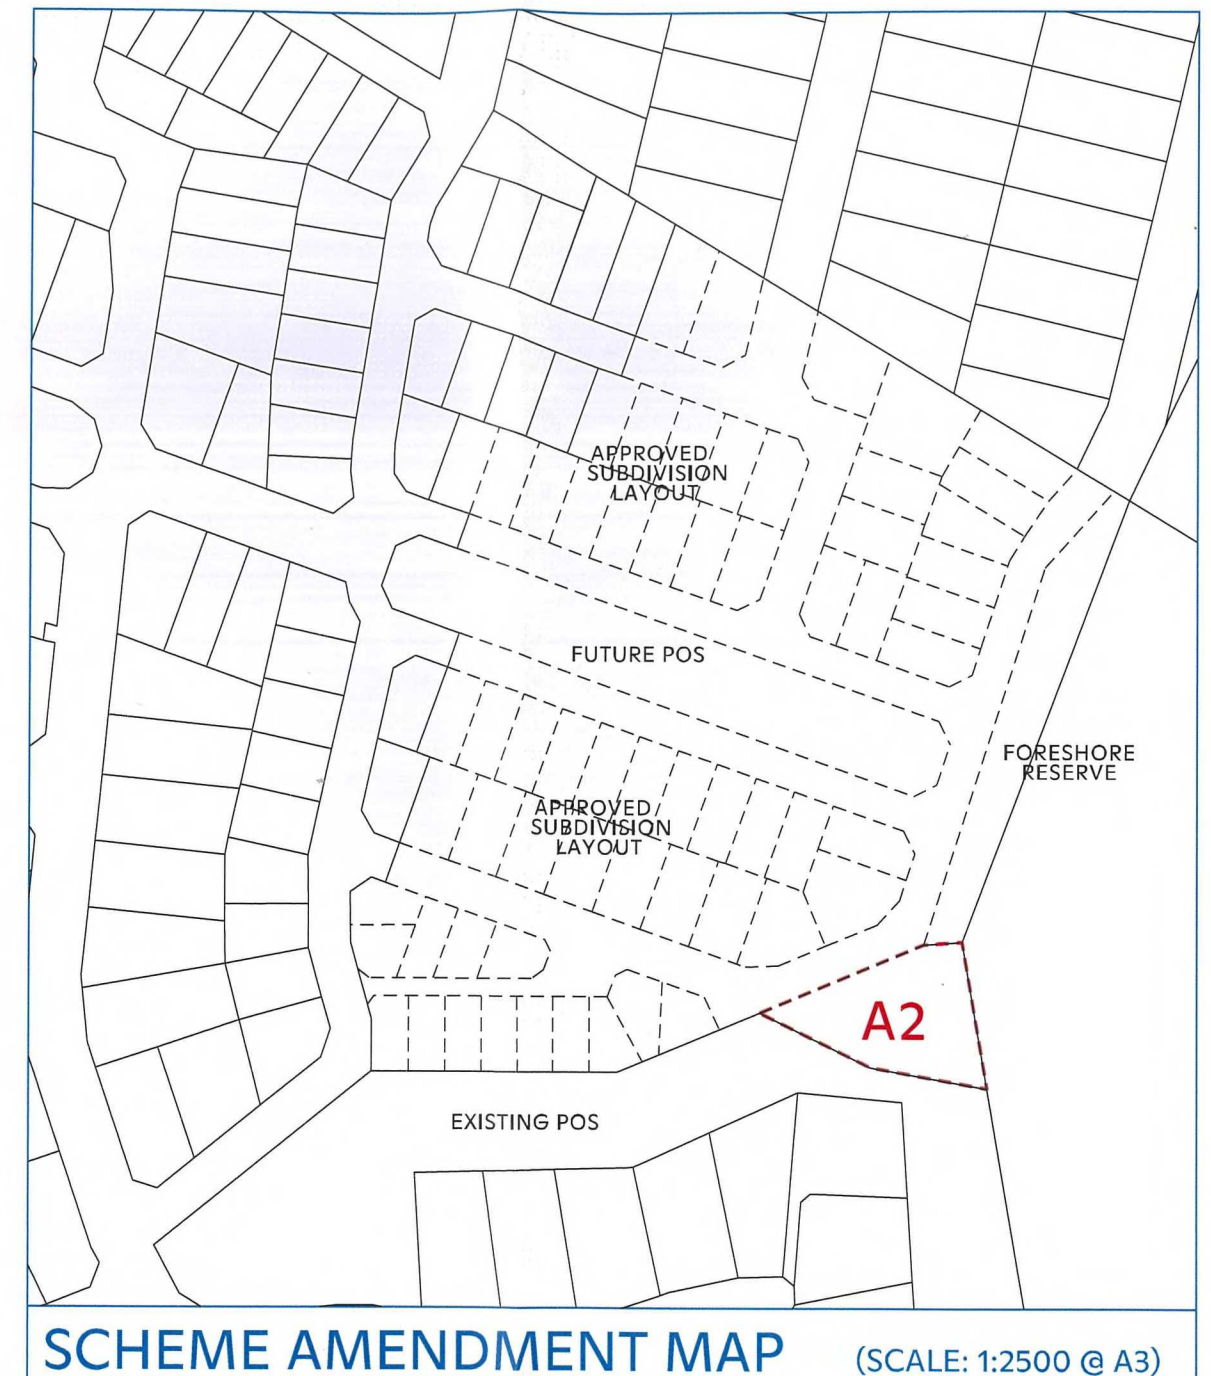 APPROVED
SUBDIVISION
LAYOUT
FUTURE POS
FORESHORE
RESERVE
APPROVED
SUBDIVISION
LAYOUT
A2
EXISTING POS
SCHEME AMENDMENT MAP (SCALE: 1:2500 @ A3)